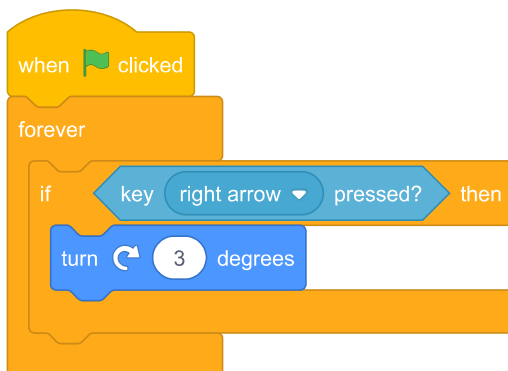 when clicked
forever
if key right arrow pressed? then
turn 3 degrees